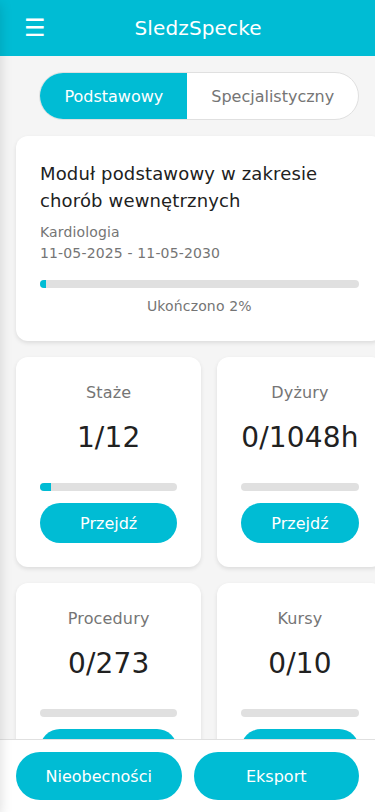 SledzSpecke
Podstawowy
Specjalistyczny
Moduł podstawowy w zakresie
chorób wewnętrznych
Kardiologia
11-05-2025 - 11-05-2030
Ukończono 2%
Staże
1/12
Przejdź
Dyżury
0/1048h
Przejdź
Procedury
0/273
Kursy
0/10
Nieobecności
Eksport